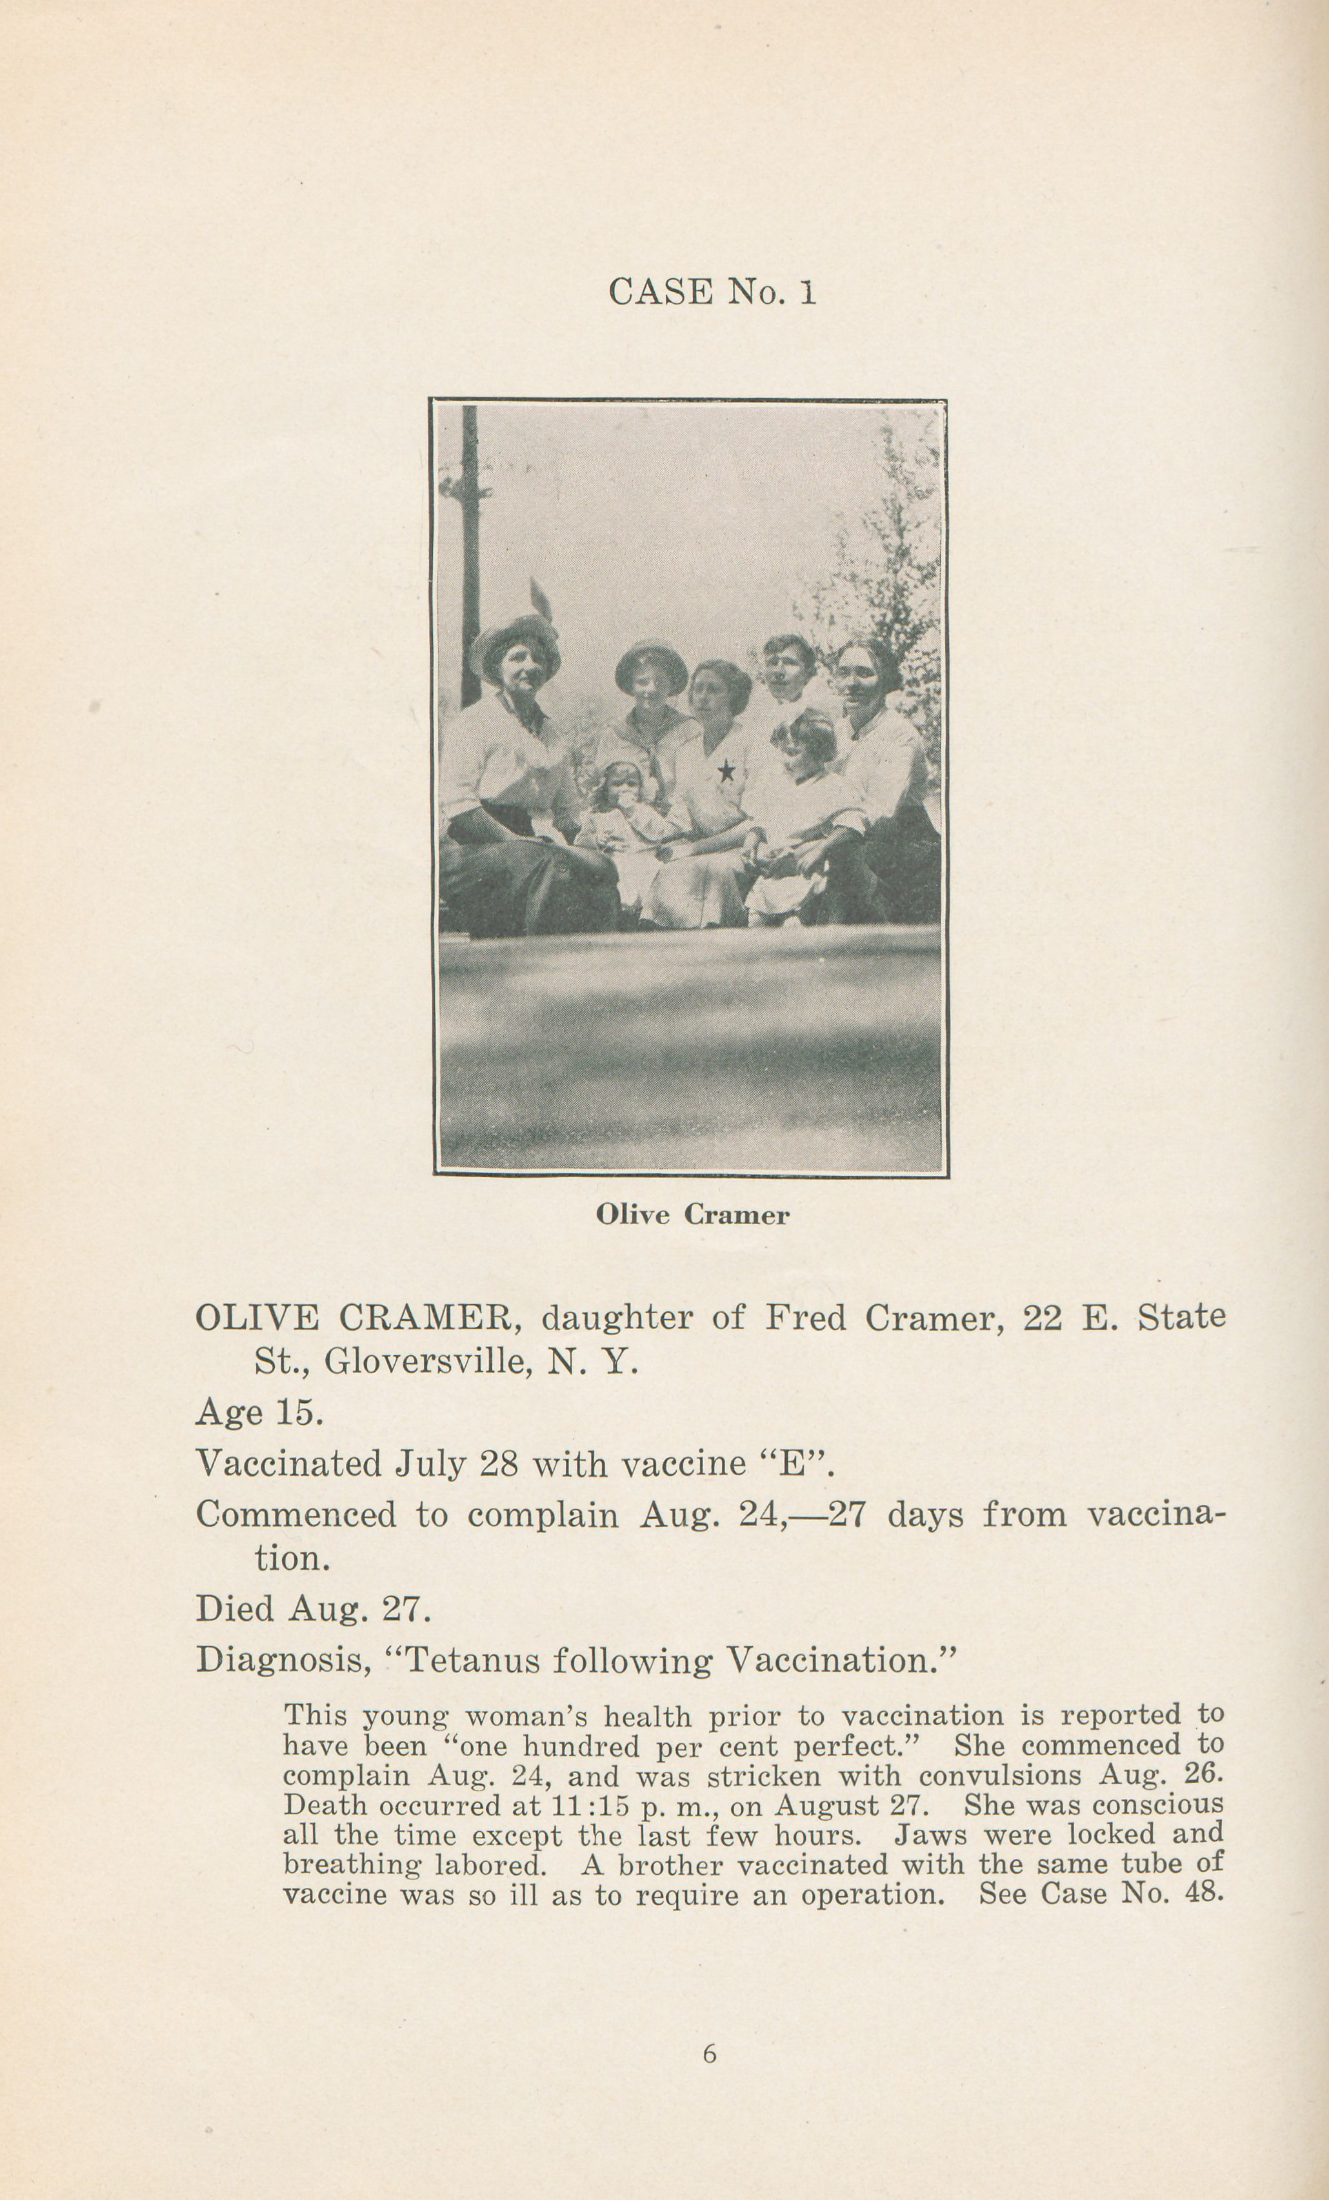 CASE No. 1
Olive Cramer
OLIVE CRAMER, daughter of Fred Cramer, 22 E. State
St., Gloversville, N. Y.
Age 15.
Vaccinated July 28 with vaccine “E”.
Commenced to complain Aug. 24,—27 days from vaccina-
tion.
Died Aug. 27.
Diagnosis, “Tetanus following Vaccination.”
This young woman’s health prior to vaccination is reported to
have been “one hundred per cent perfect.” She commenced to
complain Aug. 24, and was stricken with convulsions Aug. 26.
Death occurred at 11:15 p. m., on August 27. She was conscious
all the time except the last few hours. Jaws were locked and
breathing labored. A brother vaccinated with the same tube of
vaccine was so ill as to require an operation. See Case No. 48.
6